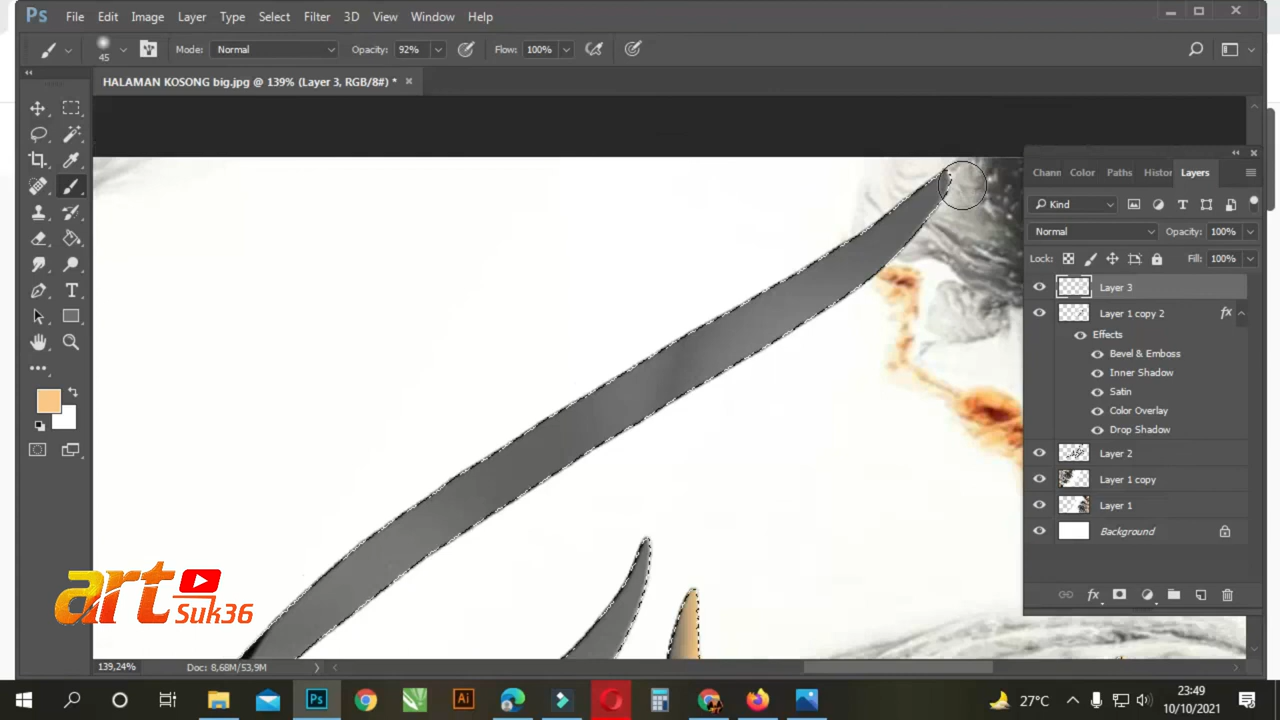 Ps File Edit Image Layer Type Select Filter 3D View Window Help
45 Mode: Normal Opacity: 92% Flow: 100%
HALAMAN KOSONG big.jpg @ 139% (Layer 3, RGB/8#) *
Chann Color Paths Histor Layers
Kind
Normal Opacity: 100%
Lock: Fill: 100%
Layer 3
Layer 1 copy 2 fx
Effects
Bevel & Emboss
Inner Shadow
Satin
Color Overlay
Drop Shadow
Layer 2
Layer 1 copy
Layer 1
Background
fx
art
Suk36
139,24% Doc: 8,68M/53,9M
Ps Ai 27°C 23:49
10/10/2021